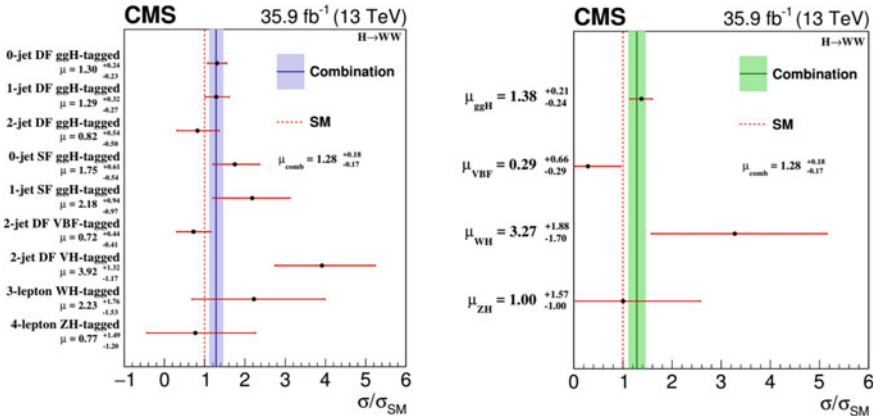 CMS 35.9 fb⁻¹ (13 TeV)
H→WW
0-jet DF ggH-tagged
μ = 1.30 +0.24 -0.23
1-jet DF ggH-tagged
μ = 1.29 +0.32 -0.27
2-jet DF ggH-tagged
μ = 0.82 +0.54 -0.50
0-jet SF ggH-tagged
μ = 1.75 +0.61 -0.54
1-jet SF ggH-tagged
μ = 2.18 +0.94 -0.97
2-jet DF VBF-tagged
μ = 0.72 +0.44 -0.41
2-jet DF VH-tagged
μ = 3.92 +1.32 -1.17
3-lepton WH-tagged
μ = 2.23 +1.76 -1.53
4-lepton ZH-tagged
μ = 0.77 +1.49 -1.20
Combination
SM
μcomb = 1.28 +0.18 -0.17
−1 0 1 2 3 4 5 6
σ/σSM
CMS 35.9 fb⁻¹ (13 TeV)
H→WW
Combination
μggH = 1.38 +0.21 -0.24
SM
μVBF = 0.29 +0.66 -0.29
μcomb = 1.28 +0.18 -0.17
μWH = 3.27 +1.88 -1.70
μZH = 1.00 +1.57 -1.00
0 1 2 3 4 5 6
σ/σSM